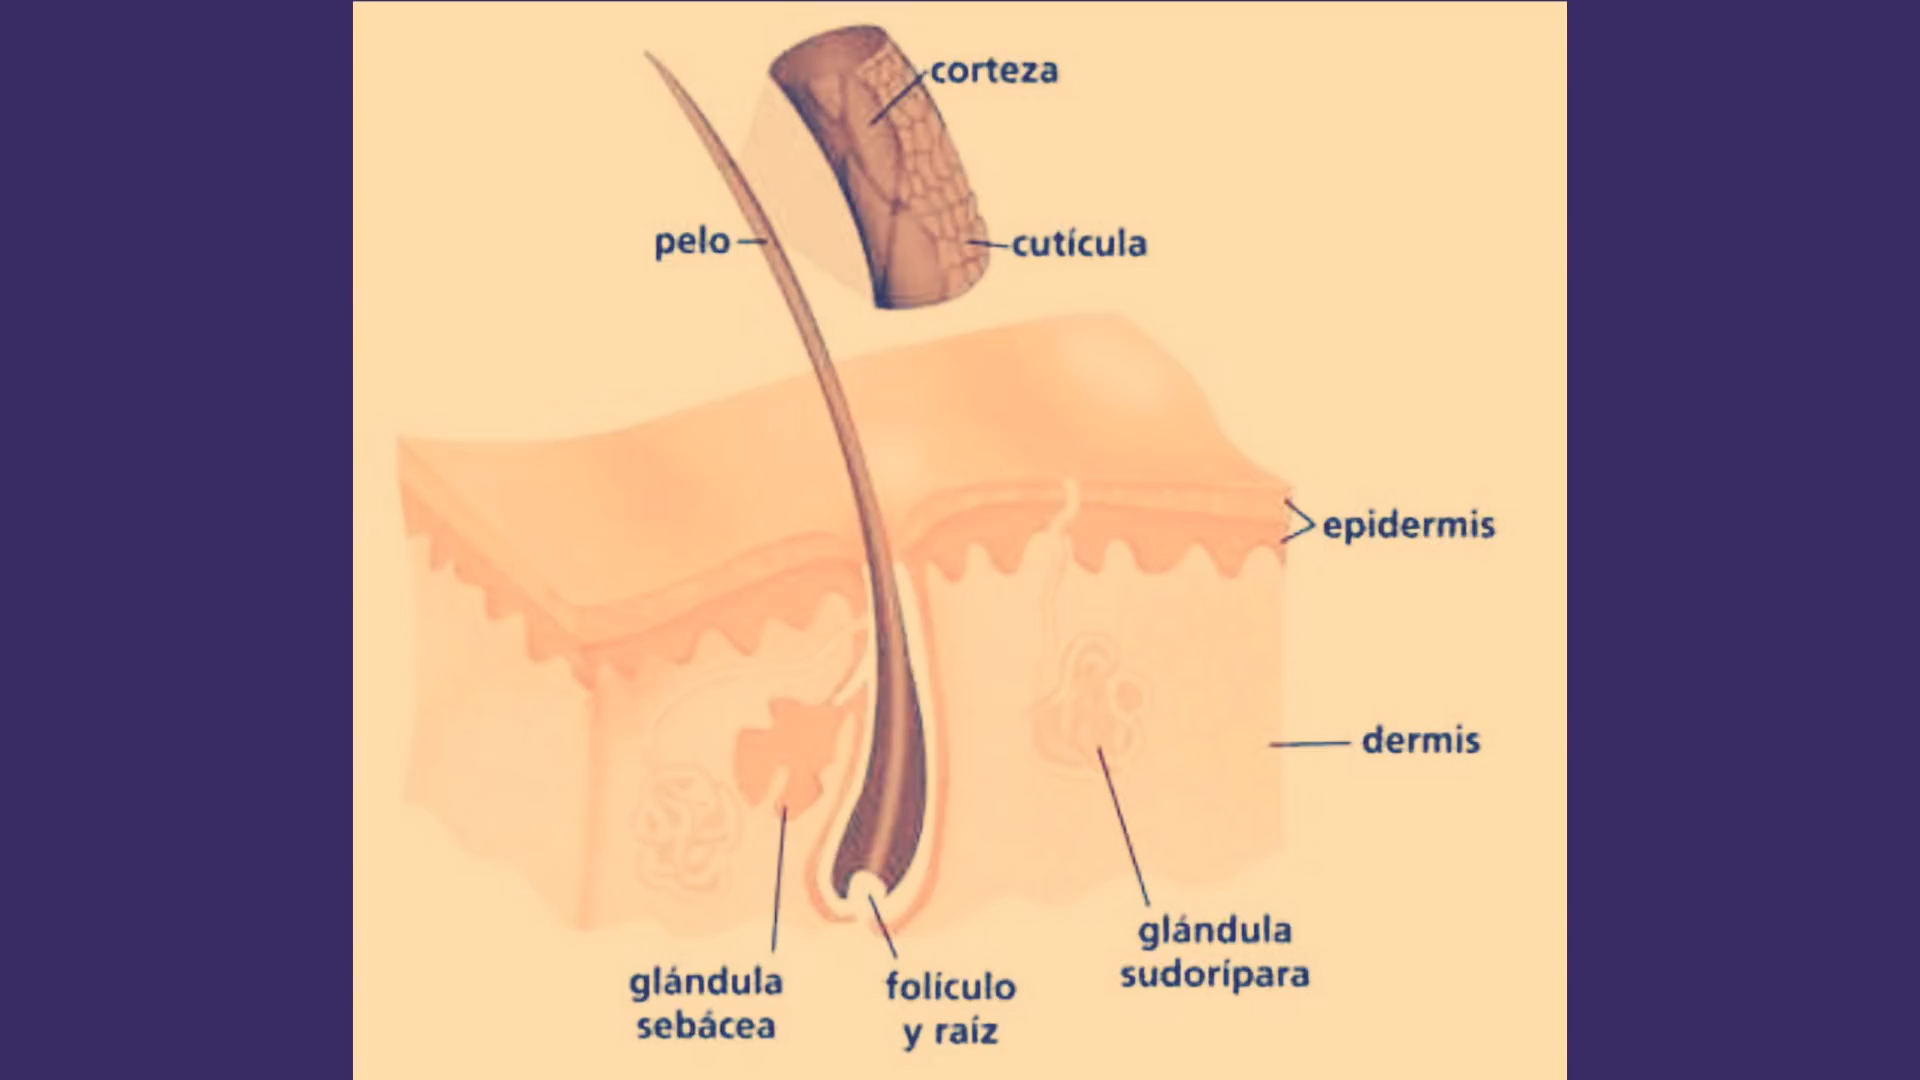 corteza
pelo
cutícula
epidermis
dermis
glándula
sudorípara
glándula
sebácea
folículo
y raíz